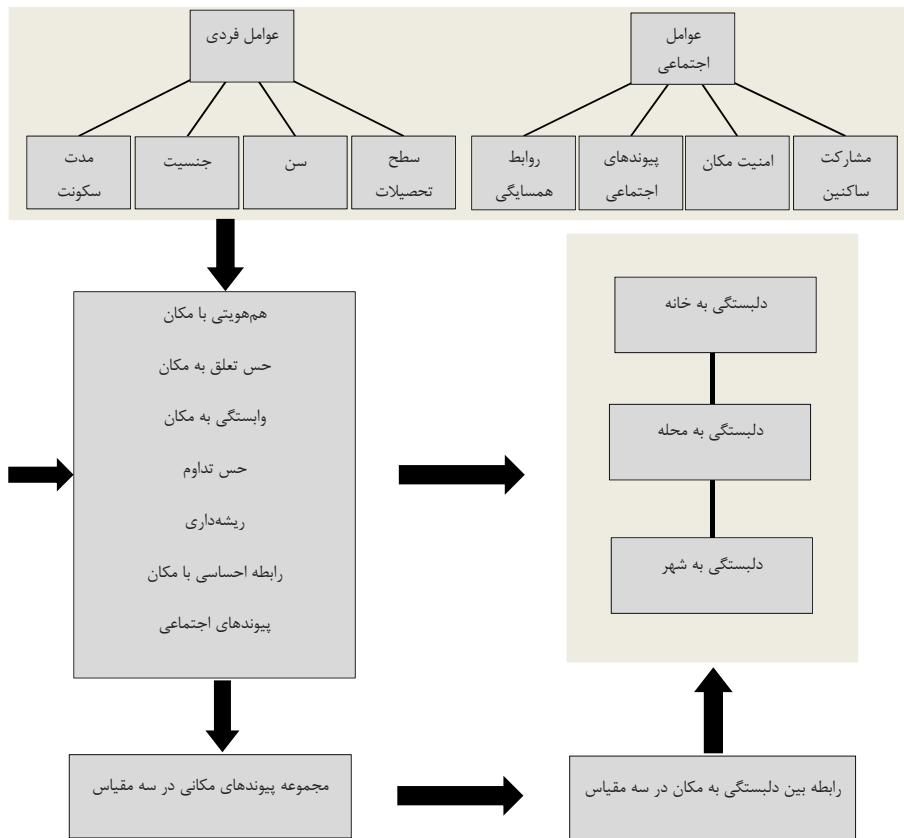 عوامل
اجتماعی
عوامل فردی
مشارکت
ساکنین
امنیت مکان
پیوندهای
اجتماعی
روابط
همسایگی
سطح
تحصیلات
سن
جنسیت
مدت
سکونت
هم‌هویتی با مکان
حس تعلق به مکان
وابستگی به مکان
حس تداوم
ریشه‌داری
رابطه احساسی با مکان
پیوندهای اجتماعی
دلبستگی به خانه
دلبستگی به محله
دلبستگی به شهر
مجموعه پیوندهای مکانی در سه مقیاس
رابطه بین دلبستگی به مکان در سه مقیاس